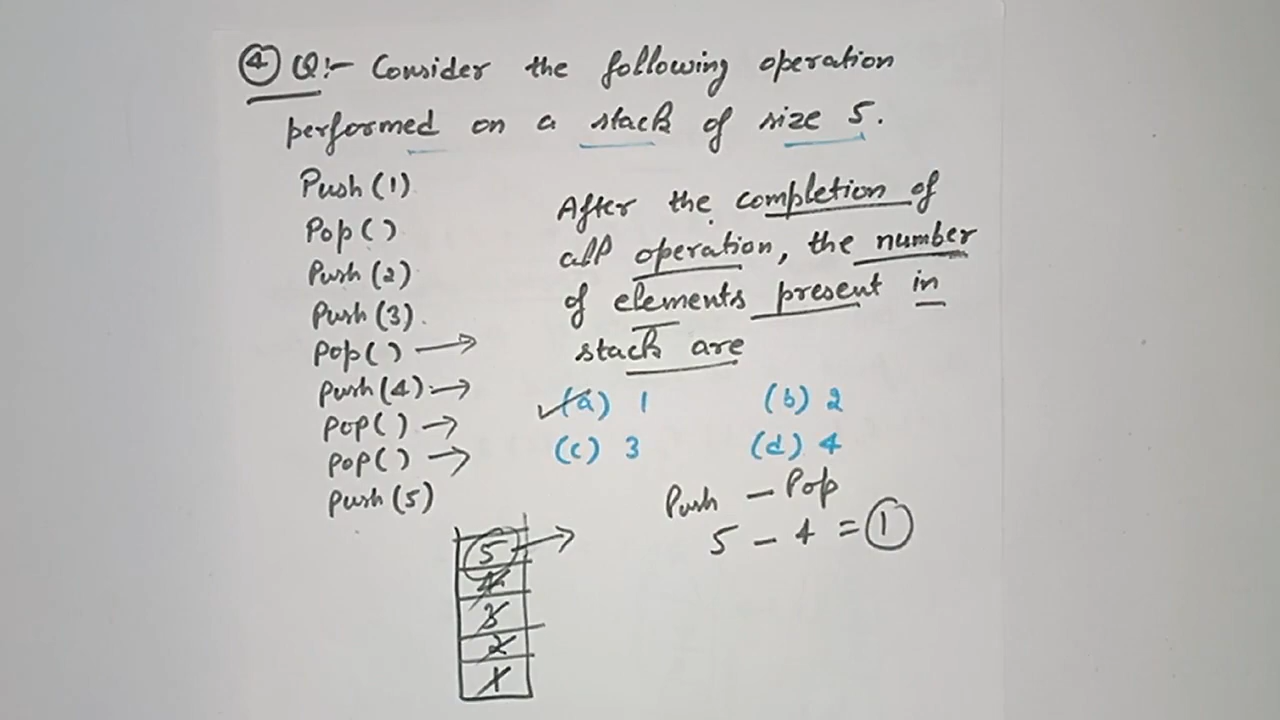 ④ Q:- Consider the following operation
performed on a stack of size 5.
Push (1)
Pop ( )
Push (2)
Push (3)
Pop ( ) →
Push (4) →
Pop ( ) →
Pop ( ) →
Push (5)
After the completion of
all operation, the number
of elements present in
stack are
(a) 1 (b) 2
(c) 3 (d) 4
Push - Pop
5 - 4 = 1
5
4
3
2
1